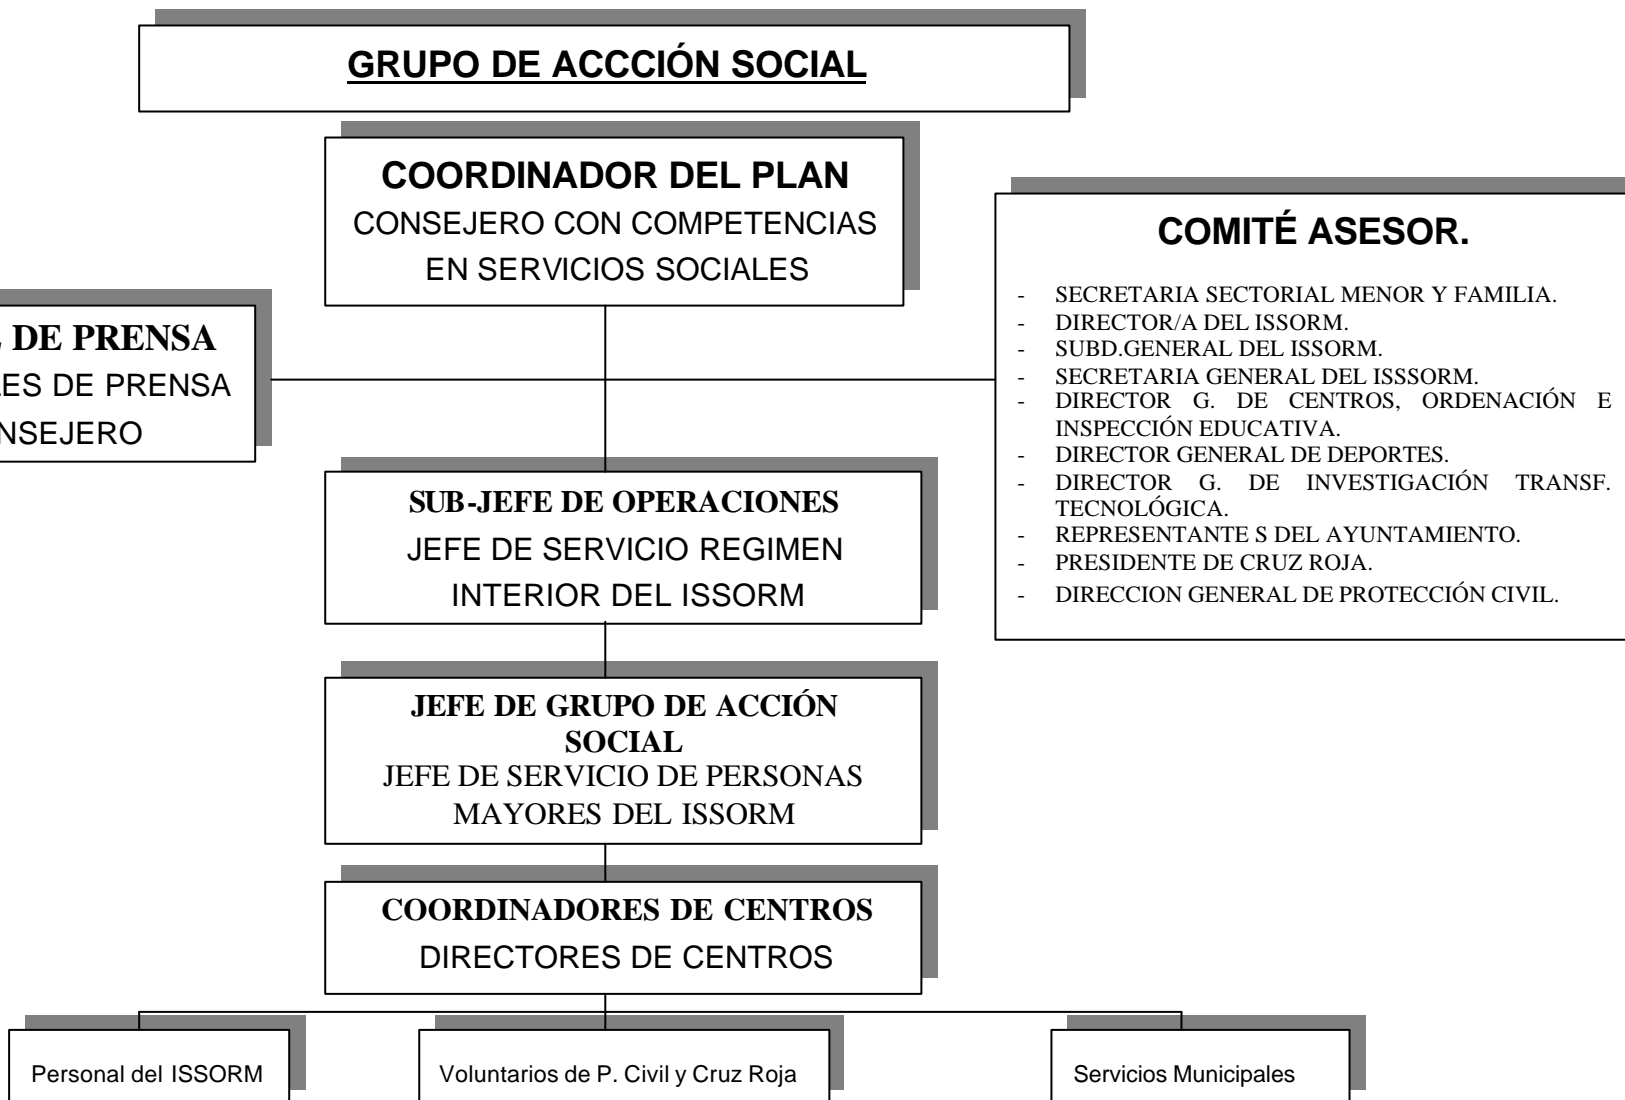 GRUPO DE ACCCIÓN SOCIAL
COORDINADOR DEL PLAN
CONSEJERO CON COMPETENCIAS
EN SERVICIOS SOCIALES
DE PRENSA
DE PRENSA
COMITÉ ASESOR.
- SECRETARIA SECTORIAL MENOR Y FAMILIA.
- DIRECTOR/A DEL ISSORM.
- SUBD.GENERAL DEL ISSORM.
- SECRETARIA GENERAL DEL ISSSORM.
- DIRECTOR G. DE CENTROS, ORDENACIÓN E
INSPECCIÓN EDUCATIVA.
- DIRECTOR GENERAL DE DEPORTES.
- DIRECTOR G. DE INVESTIGACIÓN TRANSF.
TECNOLÓGICA.
- REPRESENTANTE S DEL AYUNTAMIENTO.
- PRESIDENTE DE CRUZ ROJA.
- DIRECCION GENERAL DE PROTECCIÓN CIVIL.
SUB-JEFE DE OPERACIONES
JEFE DE SERVICIO REGIMEN
INTERIOR DEL ISSORM
JEFE DE GRUPO DE ACCIÓN
SOCIAL
JEFE DE SERVICIO DE PERSONAS
MAYORES DEL ISSORM
COORDINADORES DE CENTROS
DIRECTORES DE CENTROS
Personal del ISSORM
Voluntarios de P. Civil y Cruz Roja
Servicios Municipales